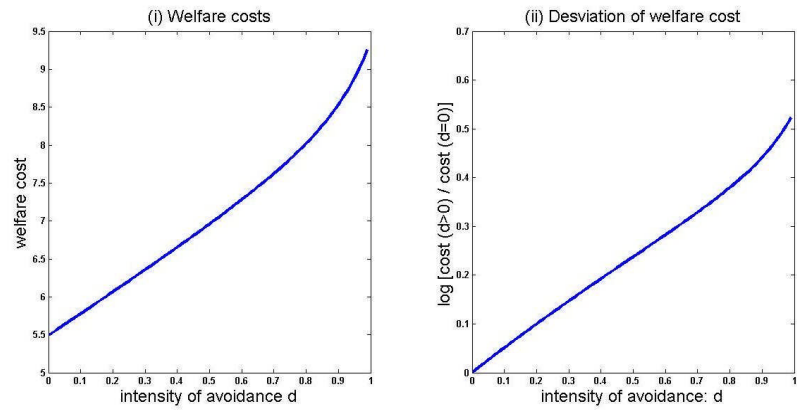 (i) Welfare costs
9.5
9
8.5
8
7.5
7
6.5
6
5.5
5
welfare cost
0 0.1 0.2 0.3 0.4 0.5 0.6 0.7 0.8 0.9 1
intensity of avoidance d
(ii) Desviation of welfare cost
0.7
0.6
0.5
0.4
0.3
0.2
0.1
0
log [cost (d>0) / cost (d=0)]
0 0.1 0.2 0.3 0.4 0.5 0.6 0.7 0.8 0.9 1
intensity of avoidance: d